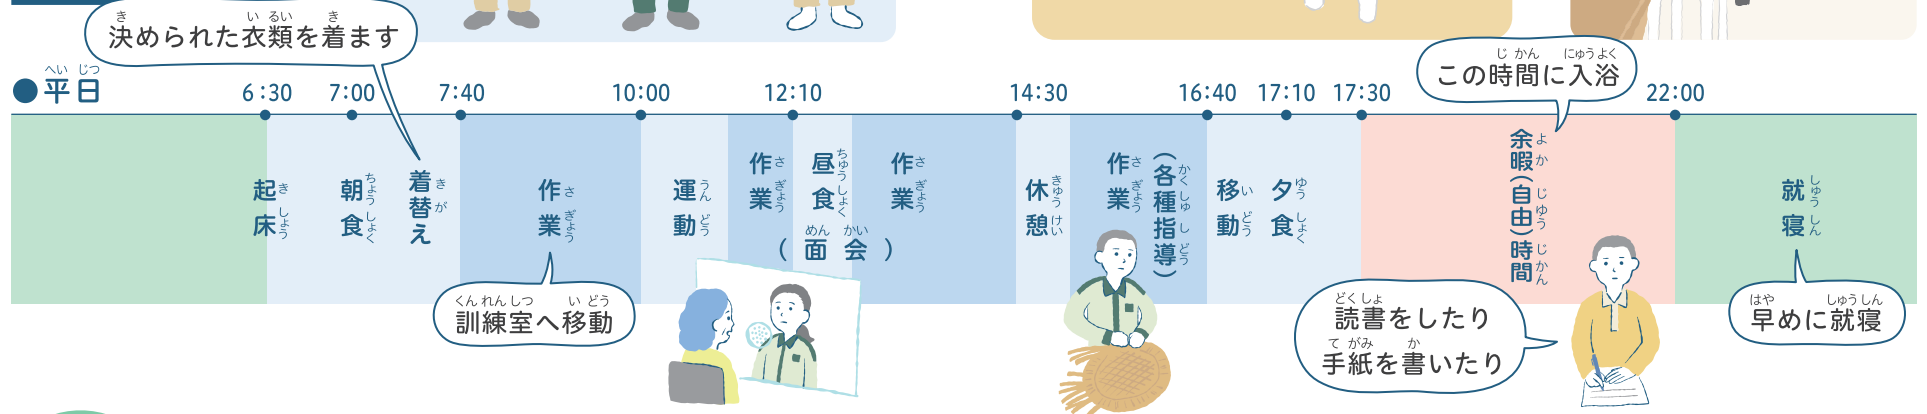 決められた衣類を着ます
●平日
6:30 7:00 7:40 10:00 12:10 14:30 16:40 17:10 17:30 22:00
この時間に入浴
起床
朝食
着替え
作業
訓練室へ移動
運動
作業
昼食
作業
(面会)
休憩
作業
(各種指導)
移動
夕食
余暇(自由)時間
読書をしたり
手紙を書いたり
就寝
早めに就寝